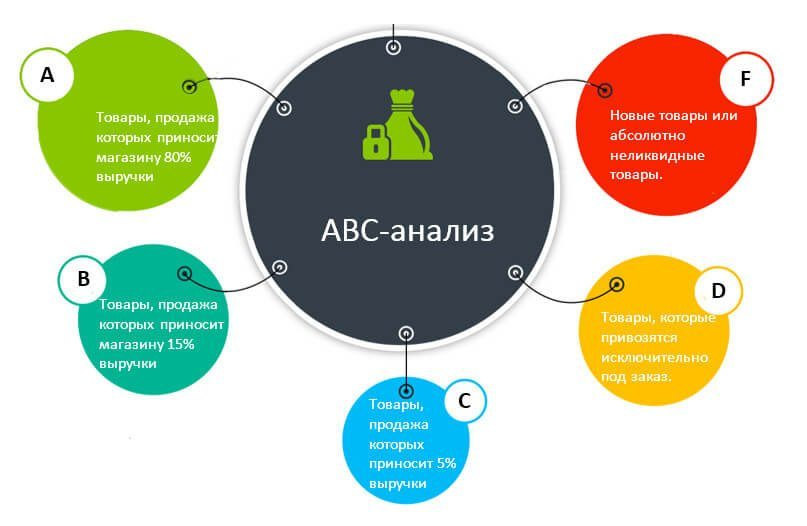 A
Товары, продажа
которых приносит
магазину 80%
выручки
B
Товары, продажа
которых приносит
магазину 15%
выручки
АВС-анализ
C
Товары,
продажа
которых
приносит 5%
выручки
F
Новые товары или
абсолютно
неликвидные
товары.
D
Товары, которые
привозятся
исключительно
под заказ.